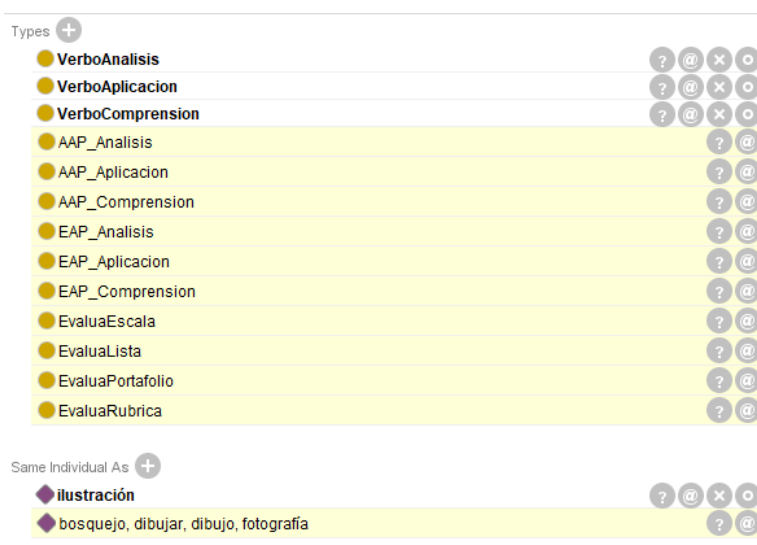 Types
VerboAnalisis
VerboAplicacion
VerboComprension
AAP_Analisis
AAP_Aplicacion
AAP_Comprension
EAP_Analisis
EAP_Aplicacion
EAP_Comprension
EvaluaEscala
EvaluaLista
EvaluaPortafolio
EvaluaRubrica
Same Individual As
ilustración
bosquejo, dibujar, dibujo, fotografía